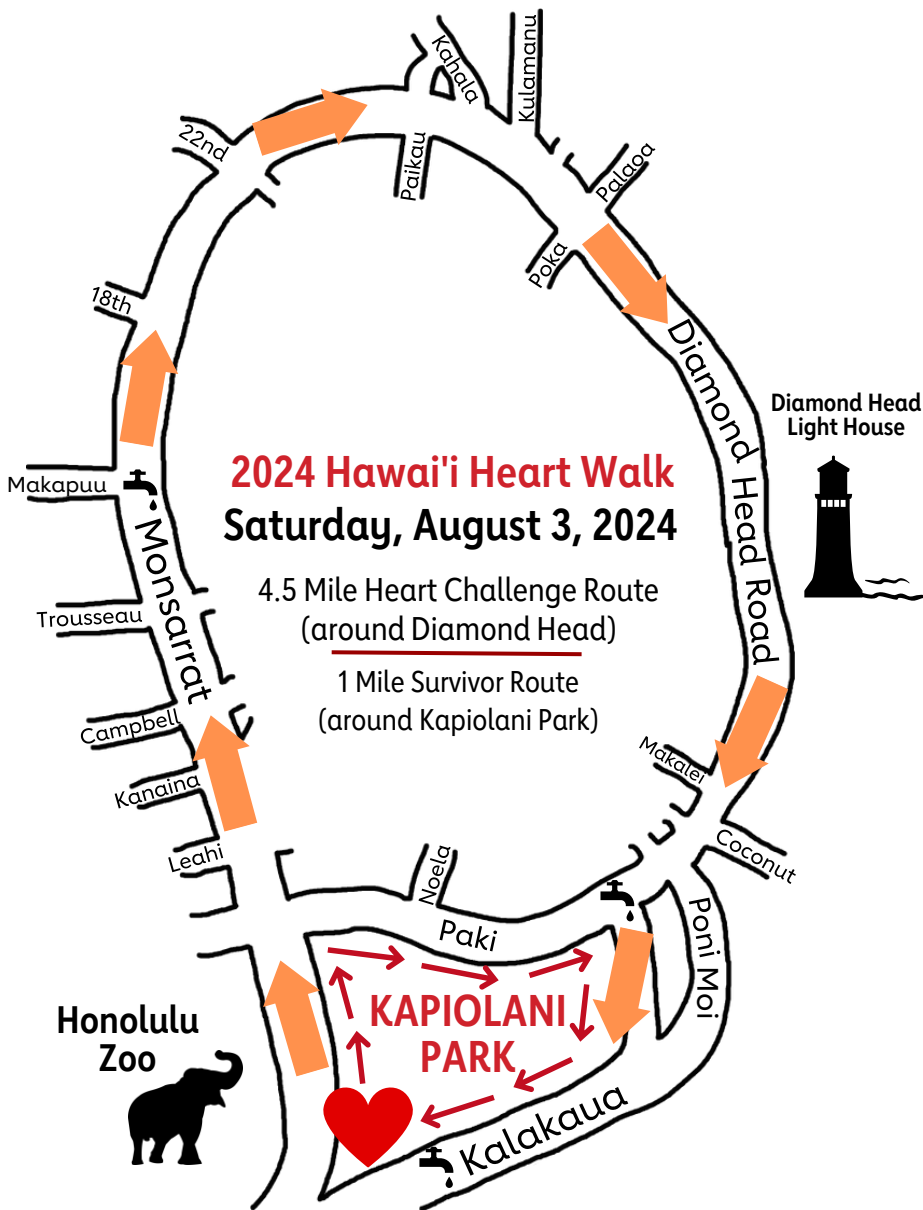 Kahala
Kulamanu
22nd
Paikau
Palaoa
Poka
18th
Diamond Head Road
Diamond Head
Light House
2024 Hawai'i Heart Walk
Saturday, August 3, 2024
4.5 Mile Heart Challenge Route
(around Diamond Head)
1 Mile Survivor Route
(around Kapiolani Park)
Makapuu
Monsarrat
Trousseau
Campbell
Kanaina
Leahi
Makalei
Coconut
Noela
Paki
Poni Moi
KAPIOLANI
PARK
Honolulu
Zoo
Kalakaua